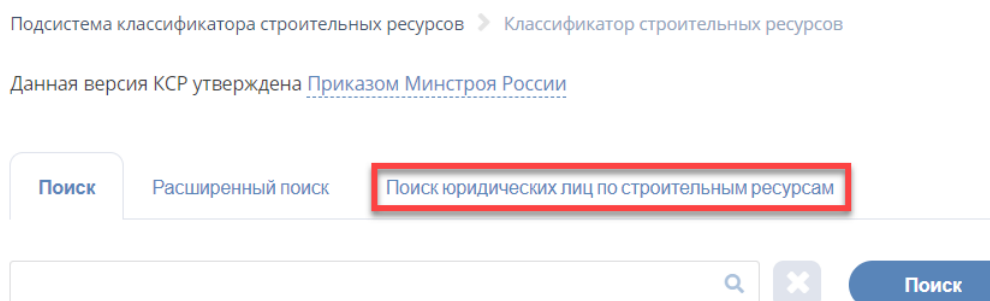 Подсистема классификатора строительных ресурсов > Классификатор строительных ресурсов
Данная версия КСР утверждена Приказом Минстроя России
Поиск Расширенный поиск Поиск юридических лиц по строительным ресурсам
Поиск